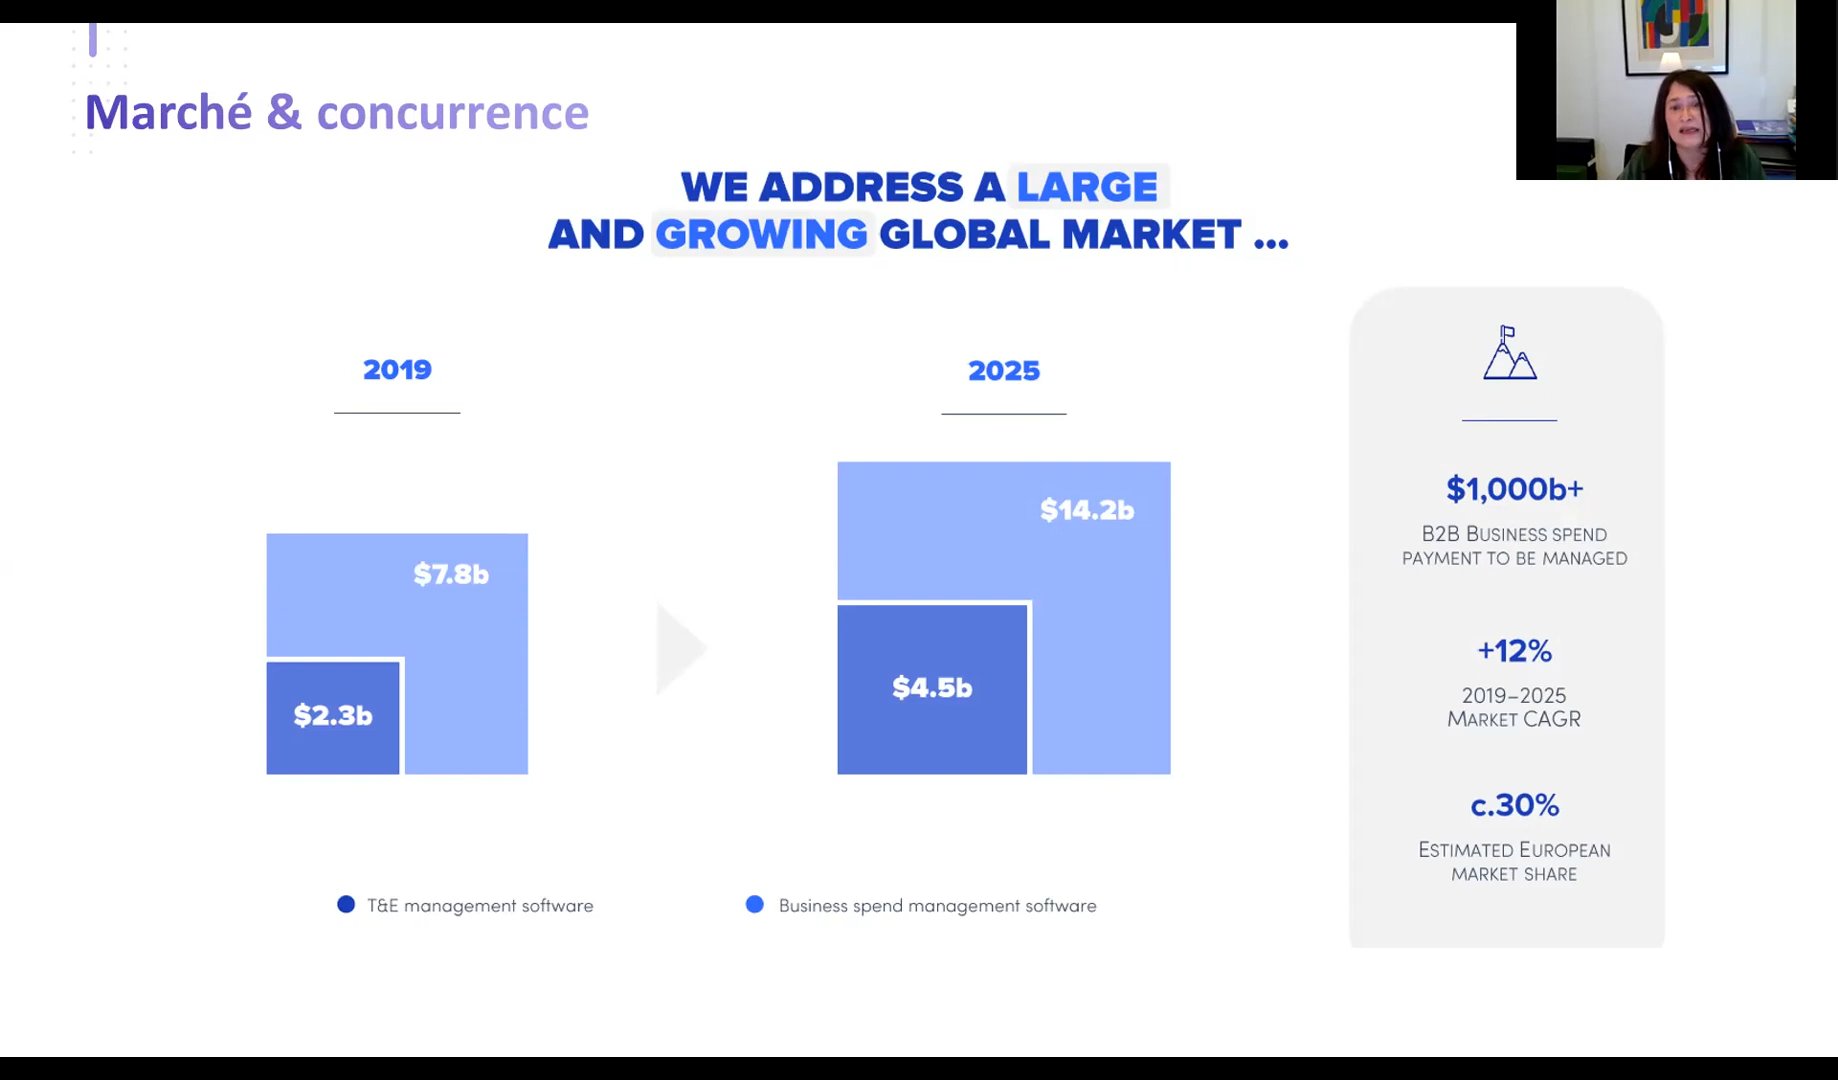 Marché & concurrence
WE ADDRESS A LARGE
AND GROWING GLOBAL MARKET ...
2019
2025
$7.8b
$2.3b
$14.2b
$4.5b
T&E management software
Business spend management software
$1,000b+
B2B BUSINESS SPEND
PAYMENT TO BE MANAGED
+12%
2019–2025
MARKET CAGR
c.30%
ESTIMATED EUROPEAN
MARKET SHARE